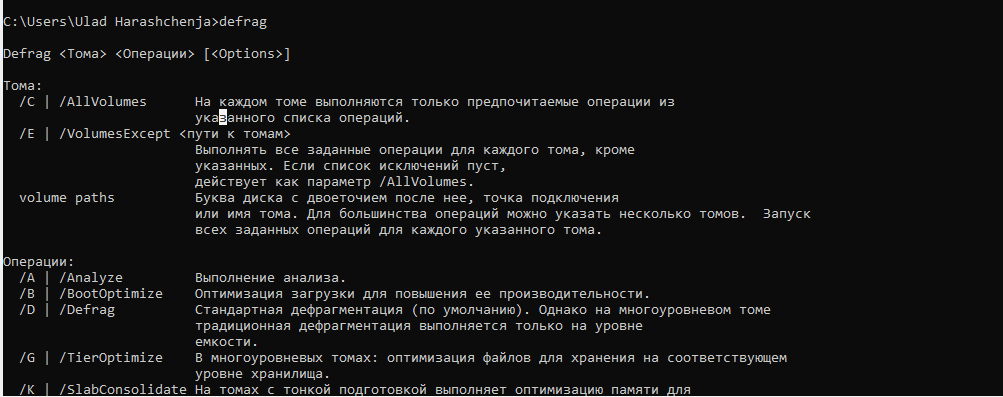 C:\Users\Ulad Harashchenja>defrag
Defrag <Тома> <Операции> [<Options>]
Тома:
/C | /AllVolumes На каждом томе выполняются только предпочитаемые операции из
указанного списка операций.
/E | /VolumesExcept <пути к томам>
Выполнять все заданные операции для каждого тома, кроме
указанных. Если список исключений пуст,
действует как параметр /AllVolumes.
volume paths Буква диска с двоеточием после нее, точка подключения
или имя тома. Для большинства операций можно указать несколько томов.  Запуск
всех заданных операций для каждого указанного тома.
Операции:
/A | /Analyze Выполнение анализа.
/B | /BootOptimize Оптимизация загрузки для повышения ее производительности.
/D | /Defrag Стандартная дефрагментация (по умолчанию). Однако на многоуровневом томе
традиционная дефрагментация выполняется только на уровне
емкости.
/G | /TierOptimize В многоуровневых томах: оптимизация файлов для хранения на соответствующем
уровне хранилища.
/K | /SlabConsolidate На томах с тонкой подготовкой выполняет оптимизацию памяти для